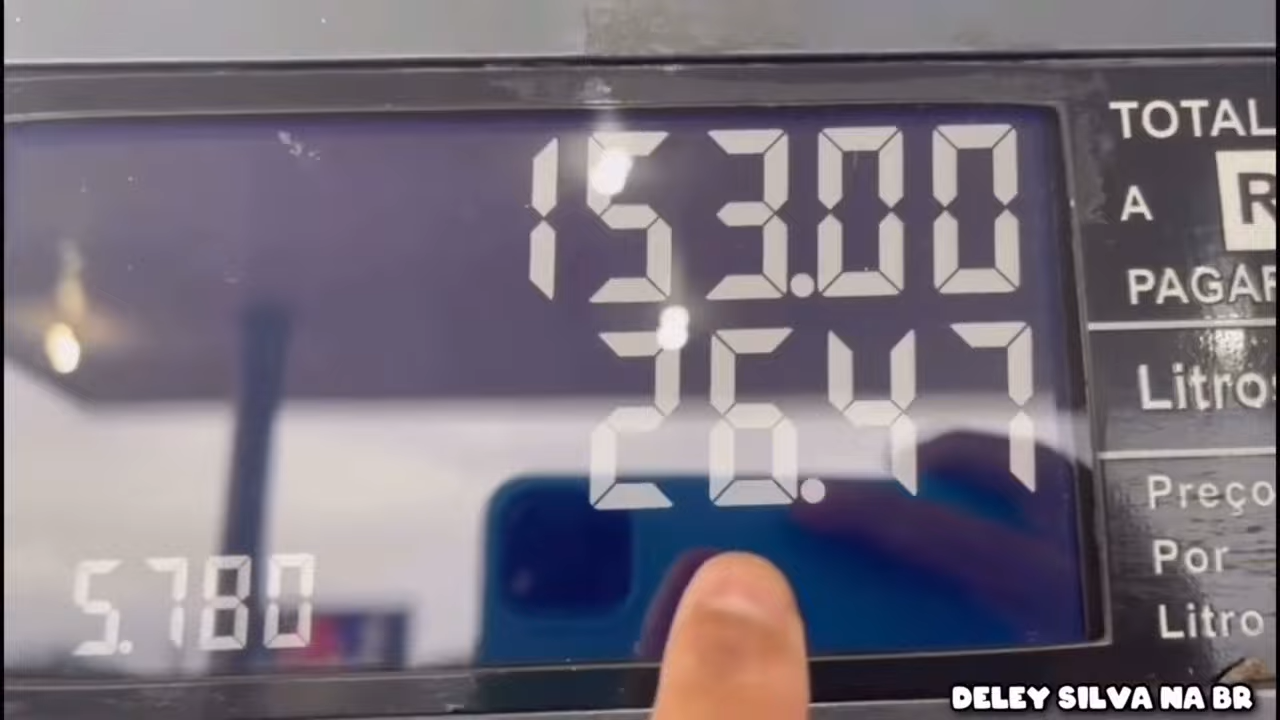 153.00
26.47
5.780
TOTAL
A R
PAGAR
Litros
Preço
Por
Litro
DELEY SILVA NA BR